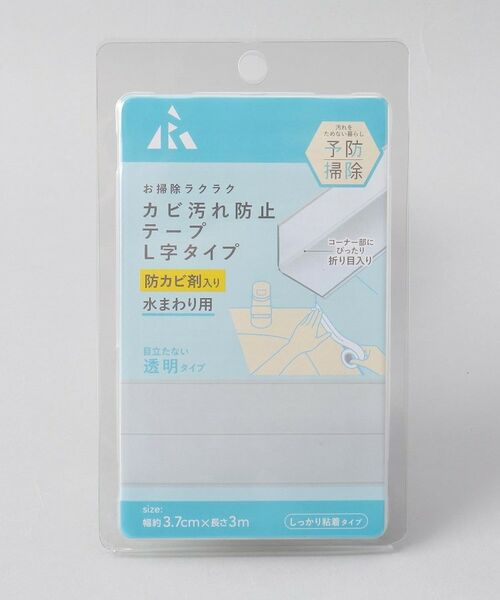 汚れを
ためない暮らし
予防
掃除
お掃除ラクラク
カビ汚れ防止
テープ
L字タイプ
防カビ剤入り
水まわり用
コーナー部に
ぴったり
折り目入り
目立たない
透明タイプ
size:
幅約3.7cm×長さ3m
しっかり粘着タイプ